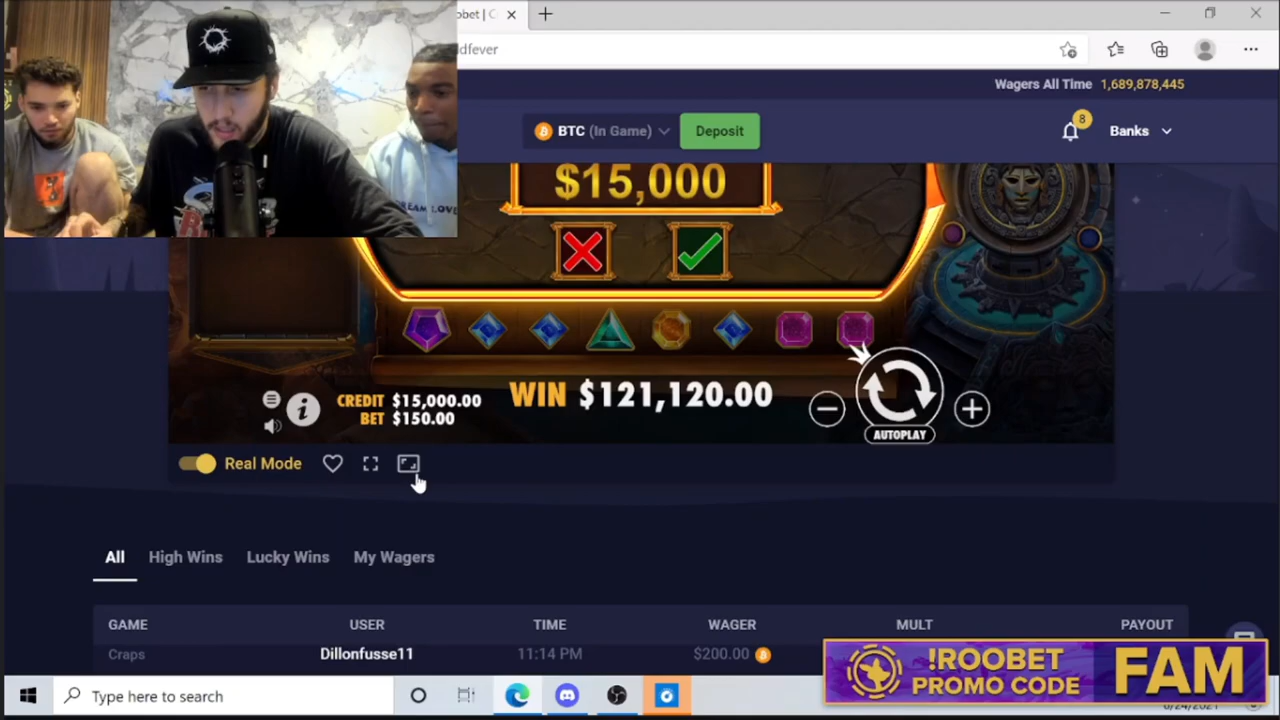 obet | C
dfever
Wagers All Time 1,689,878,445
BTC (In Game)
Deposit
8
Banks
$15,000
CREDIT $15,000.00
BET $150.00
WIN $121,120.00
AUTOPLAY
Real Mode
All High Wins Lucky Wins My Wagers
GAME USER TIME WAGER MULT PAYOUT
Craps Dillonfusse11 11:14 PM $200.00
!ROOBET
PROMO CODE
FAM
Type here to search